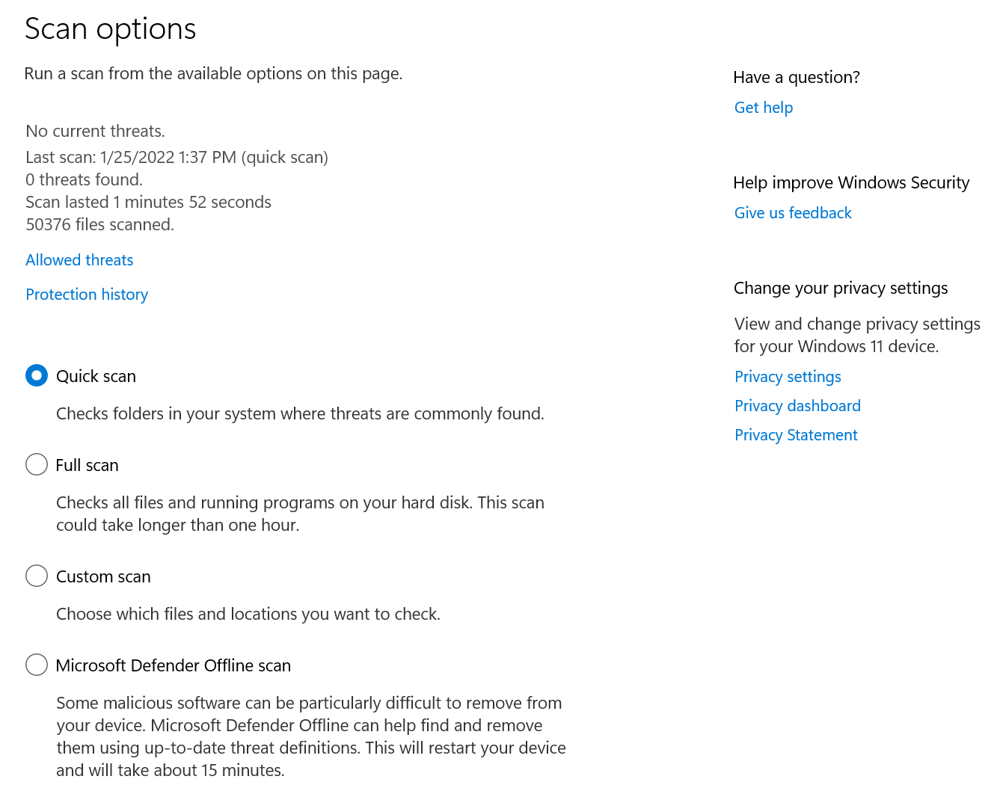 Scan options
Run a scan from the available options on this page.
No current threats.
Last scan: 1/25/2022 1:37 PM (quick scan)
0 threats found.
Scan lasted 1 minutes 52 seconds
50376 files scanned.
Allowed threats
Protection history
Quick scan
Checks folders in your system where threats are commonly found.
Full scan
Checks all files and running programs on your hard disk. This scan
could take longer than one hour.
Custom scan
Choose which files and locations you want to check.
Microsoft Defender Offline scan
Some malicious software can be particularly difficult to remove from
your device. Microsoft Defender Offline can help find and remove
them using up-to-date threat definitions. This will restart your device
and will take about 15 minutes.
Have a question?
Get help
Help improve Windows Security
Give us feedback
Change your privacy settings
View and change privacy settings
for your Windows 11 device.
Privacy settings
Privacy dashboard
Privacy Statement